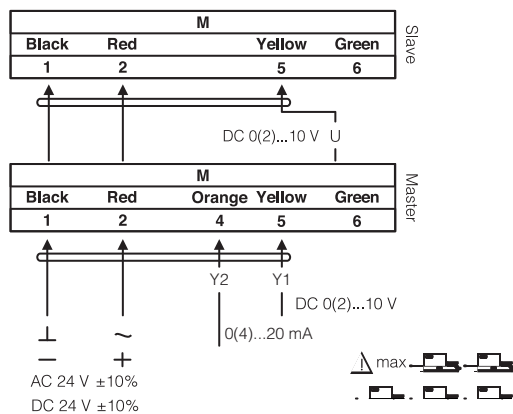 M
Black Red Yellow Green
1 2 5 6
Slave
DC 0(2)...10 V U
M
Black Red Orange Yellow Green
1 2 4 5 6
Master
Y2 Y1
DC 0(2)...10 V
0(4)...20 mA
⊥ ~
− +
AC 24 V ±10%
DC 24 V ±10%
max.